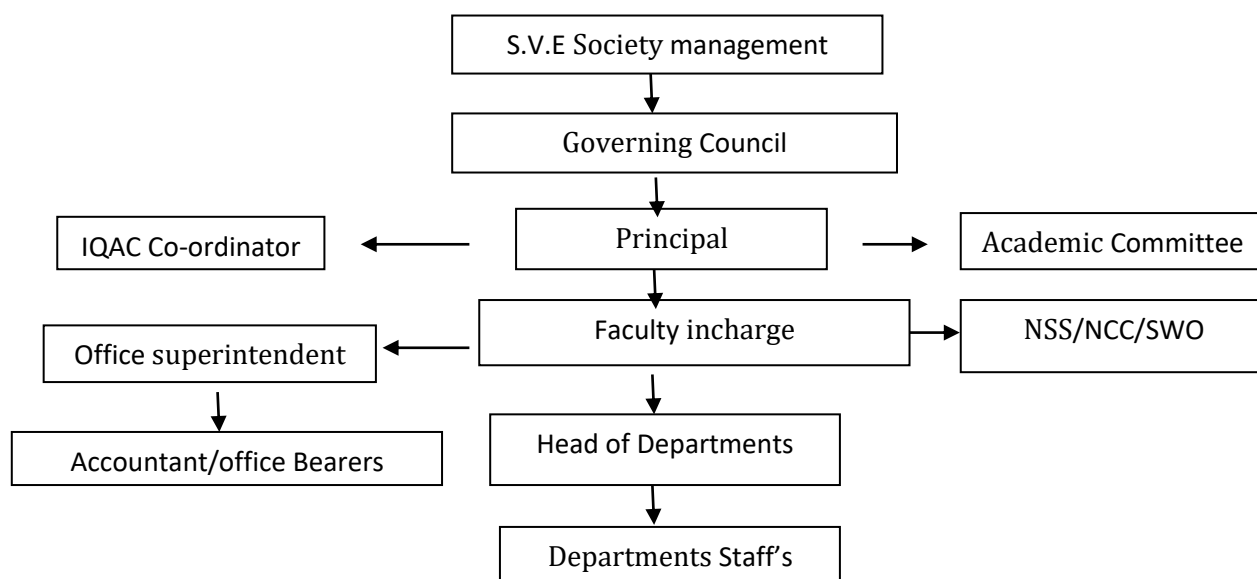 S.V.E Society management
Governing Council
IQAC Co-ordinator
Principal
Academic Committee
Office superintendent
Faculty incharge
NSS/NCC/SWO
Accountant/office Bearers
Head of Departments
Departments Staff's